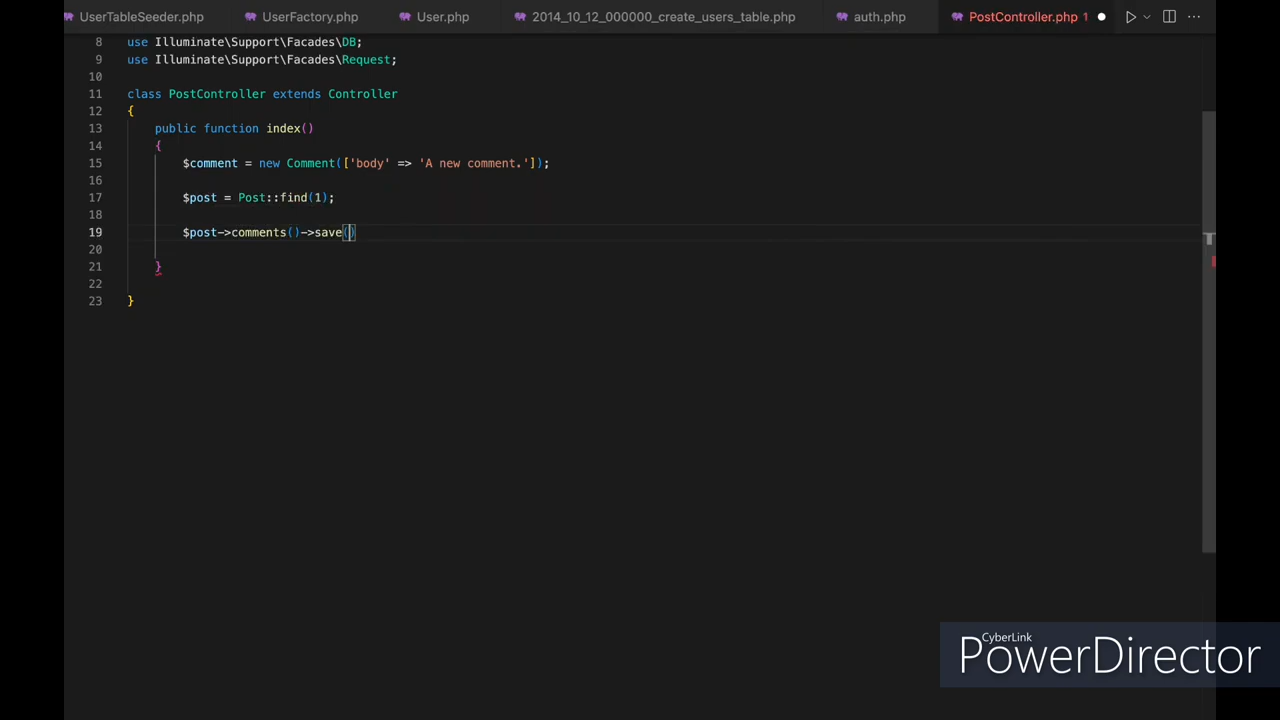 UserTableSeeder.php UserFactory.php User.php 2014_10_12_000000_create_users_table.php auth.php PostController.php 1
8 use Illuminate\Support\Facades\DB;
9 use Illuminate\Support\Facades\Request;
10
11 class PostController extends Controller
12 {
13 public function index()
14 {
15 $comment = new Comment(['body' => 'A new comment.']);
16
17 $post = Post::find(1);
18
19 $post->comments()->save()
20
21 }
22
23 }
CyberLink
PowerDirector